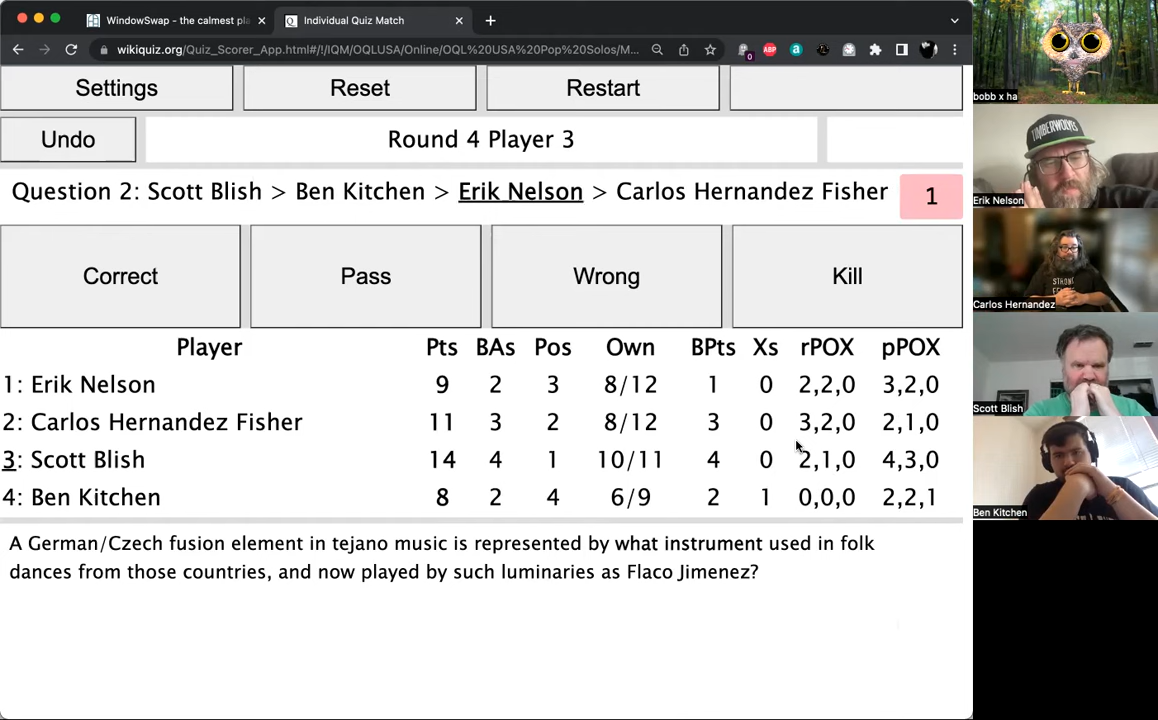 WindowSwap - the calmest pl
Individual Quiz Match
wikiquiz.org/Quiz_Scorer_App.html#!/IQM/OQLUSA/Online/OQL%20USA%20Pop%20Solos/M...
0
ABP
a
Settings
Reset
Restart
Undo
Round 4 Player 3
Question 2: Scott Blish > Ben Kitchen > Erik Nelson > Carlos Hernandez Fisher
1
Correct
Pass
Wrong
Kill
Player Pts BAs Pos Own BPts Xs rPOX pPOX
1: Erik Nelson 9 2 3 8/12 1 0 2,2,0 3,2,0
2: Carlos Hernandez Fisher 11 3 2 8/12 3 0 3,2,0 2,1,0
3: Scott Blish 14 4 1 10/11 4 0 2,1,0 4,3,0
4: Ben Kitchen 8 2 4 6/9 2 1 0,0,0 2,2,1
A German/Czech fusion element in tejano music is represented by what instrument used in folk
dances from those countries, and now played by such luminaries as Flaco Jimenez?
bobb x ha
TIMBERWOLVES
Erik Nelson
STRONG
Carlos Hernandez
Scott Blish
Ben Kitchen